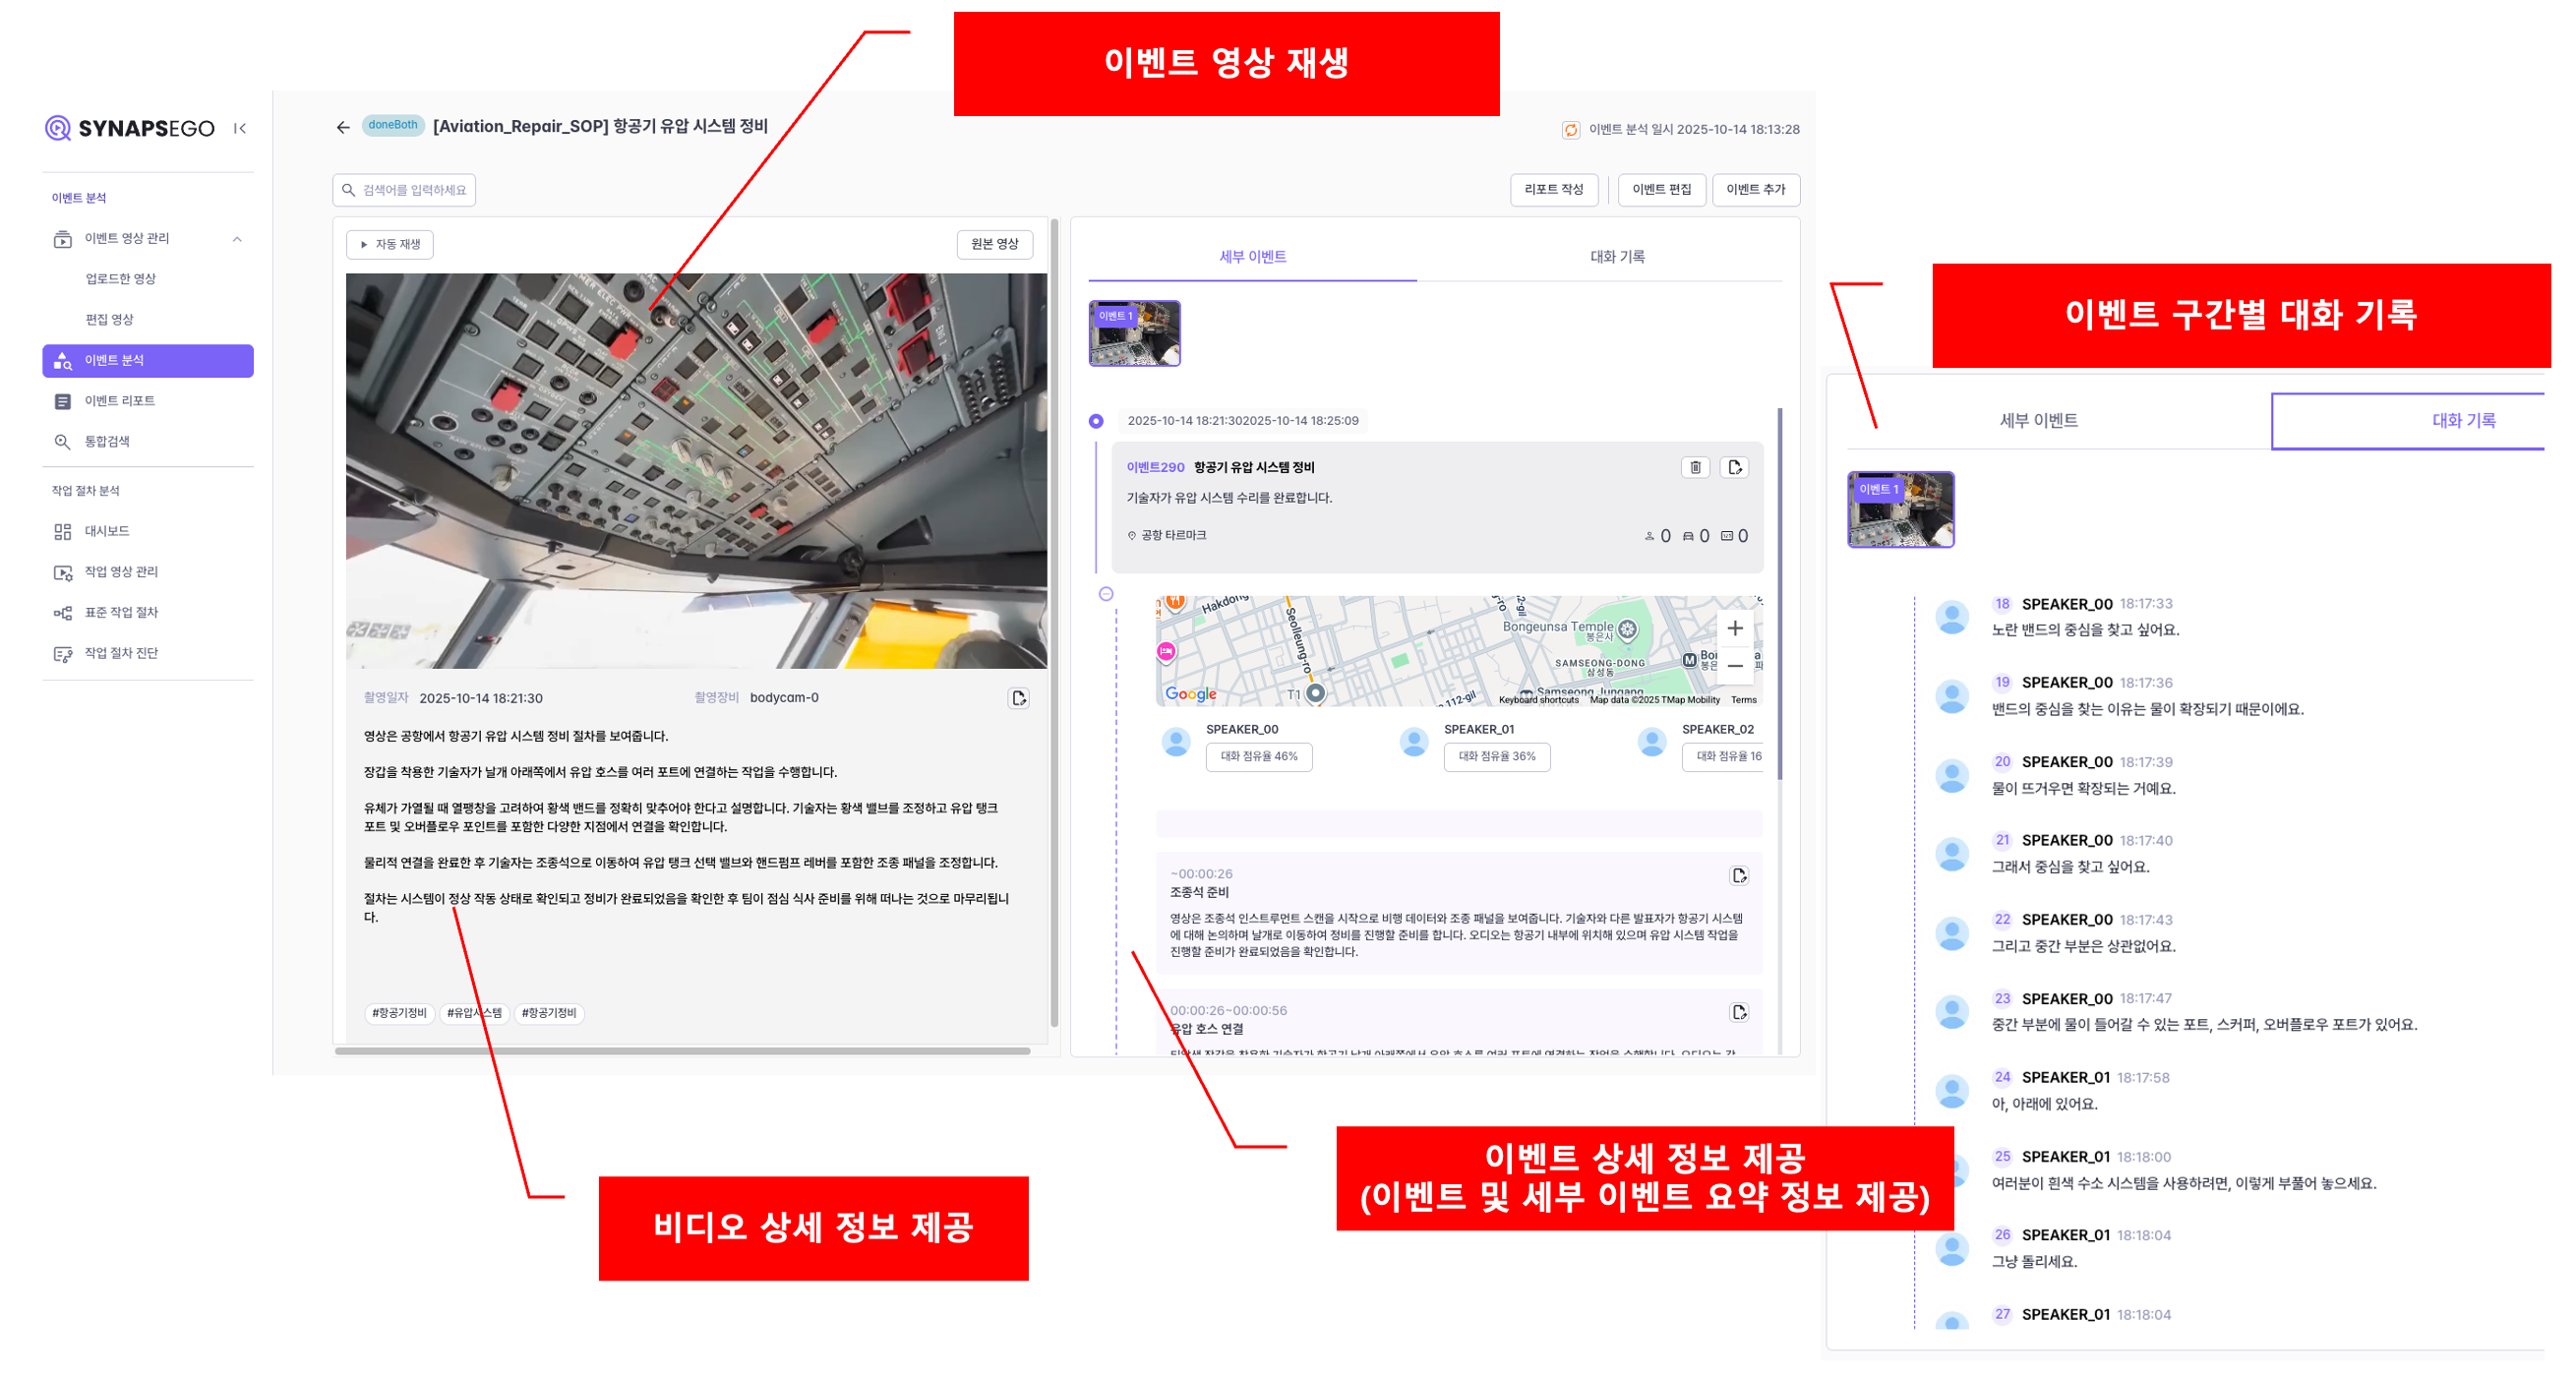 이벤트 영상 재생
SYNAPSEGO
이벤트 분석
이벤트 영상 관리
업로드한 영상
편집 영상
이벤트 분석
이벤트 리포트
통합검색
작업 절차 분석
대시보드
작업 영상 관리
표준 작업 절차
작업 절차 진단
doneBoth [Aviation_Repair_SOP] 항공기 유압 시스템 정비
이벤트 분석 일시 2025-10-14 18:13:28
검색어를 입력하세요
리포트 작성
이벤트 편집
이벤트 추가
자동 재생
원본 영상
촬영일자 2025-10-14 18:21:30
촬영장비 bodycam-0
영상은 공항에서 항공기 유압 시스템 정비 절차를 보여줍니다.
장갑을 착용한 기술자가 날개 아래쪽에서 유압 호스를 여러 포트에 연결하는 작업을 수행합니다.
유체가 가열될 때 열팽창을 고려하여 황색 밴드를 정확히 맞추어야 한다고 설명합니다. 기술자는 황색 밸브를 조정하고 유압 탱크
포트 및 오버플로우 포인트를 포함한 다양한 지점에서 연결을 확인합니다.
물리적 연결을 완료한 후 기술자는 조종석으로 이동하여 유압 탱크 선택 밸브와 핸드펌프 레버를 포함한 조종 패널을 조정합니다.
절차는 시스템이 정상 작동 상태로 확인되고 정비가 완료되었음을 확인한 후 팀이 점심 식사 준비를 위해 떠나는 것으로 마무리됩니
다.
#항공기정비 #유압시스템 #항공기정비
비디오 상세 정보 제공
세부 이벤트
대화 기록
이벤트 1
2025-10-14 18:21:302025-10-14 18:25:09
이벤트290 항공기 유압 시스템 정비
기술자가 유압 시스템 수리를 완료합니다.
공항 타르마크
0 0 0
Hakdong
Seolleung-ro
Bongeunsa Temple
봉은사
SAMSEONG-DONG
삼성동
T1
112-gil
Samseong Jungang
Google
Keyboard shortcuts Map data ©2025 TMap Mobility Terms
SPEAKER_00
대화 점유율 46%
SPEAKER_01
대화 점유율 36%
SPEAKER_02
대화 점유율 16
~00:00:26
조종석 준비
영상은 조종석 인스트루먼트 스캔을 시작으로 비행 데이터와 조종 패널을 보여줍니다. 기술자와 다른 발표자가 항공기 시스템
에 대해 논의하며 날개로 이동하여 정비를 진행할 준비를 합니다. 오디오는 항공기 내부에 위치해 있으며 유압 시스템 작업을
진행할 준비가 완료되었음을 확인합니다.
00:00:26~00:00:56
유압 호스 연결
이벤트 상세 정보 제공
(이벤트 및 세부 이벤트 요약 정보 제공)
이벤트 구간별 대화 기록
세부 이벤트
대화 기록
이벤트 1
18 SPEAKER_00 18:17:33
노란 밴드의 중심을 찾고 싶어요.
19 SPEAKER_00 18:17:36
밴드의 중심을 찾는 이유는 물이 확장되기 때문이에요.
20 SPEAKER_00 18:17:39
물이 뜨거우면 확장되는 거예요.
21 SPEAKER_00 18:17:40
그래서 중심을 찾고 싶어요.
22 SPEAKER_00 18:17:43
그리고 중간 부분은 상관없어요.
23 SPEAKER_00 18:17:47
중간 부분에 물이 들어갈 수 있는 포트, 스커퍼, 오버플로우 포트가 있어요.
24 SPEAKER_01 18:17:58
아, 아래에 있어요.
25 SPEAKER_01 18:18:00
여러분이 흰색 수소 시스템을 사용하려면, 이렇게 부풀어 놓으세요.
26 SPEAKER_01 18:18:04
그냥 돌리세요.
27 SPEAKER_01 18:18:04